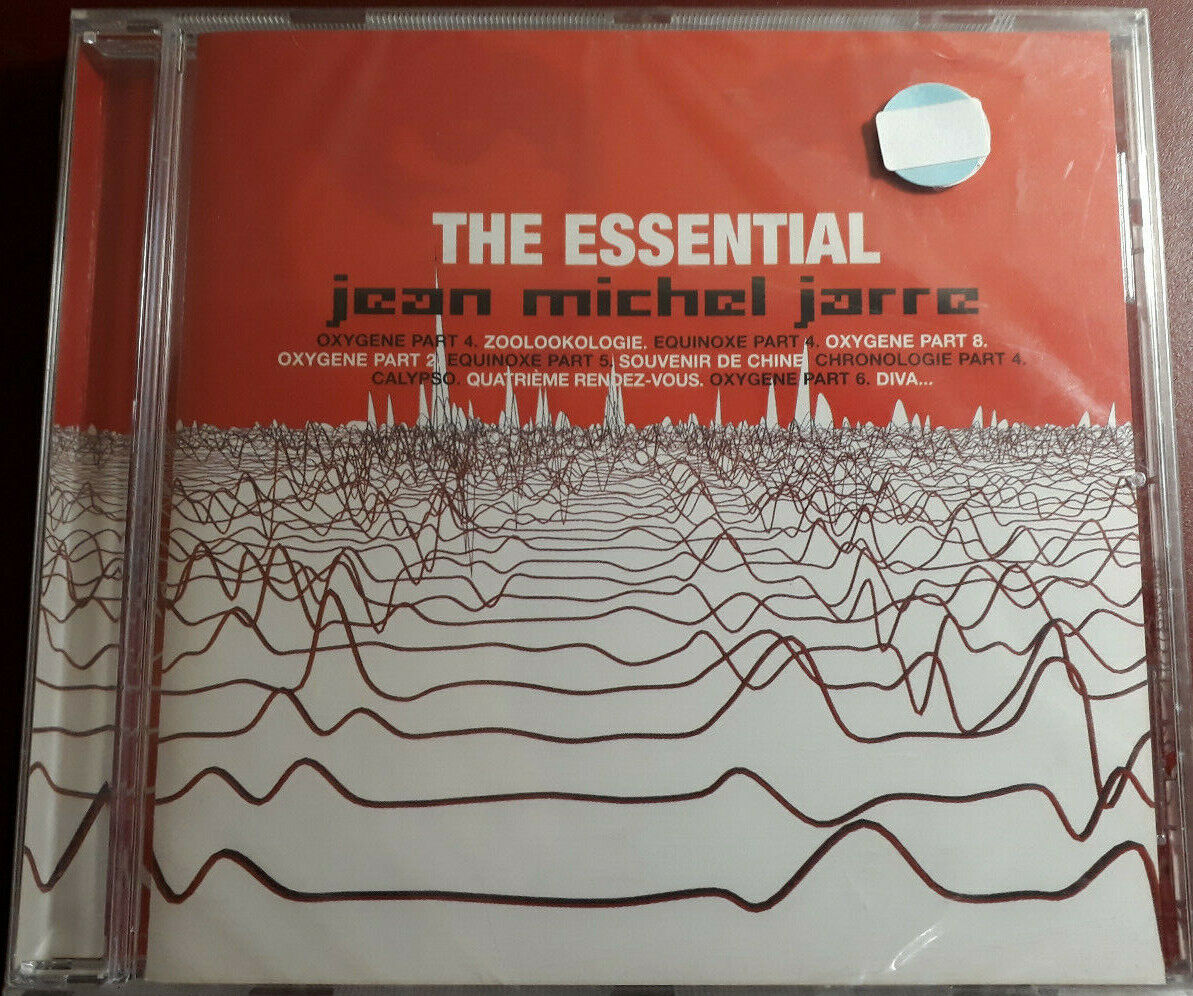 THE ESSENTIAL
jean michel jarre
OXYGENE PART 4. ZOOLOOKOLOGIE. EQUINOXE PART 4. OXYGENE PART 8.
OXYGENE PART 2. EQUINOXE PART 5. SOUVENIR DE CHINE. CHRONOLOGIE PART 4.
CALYPSO. QUATRIÈME RENDEZ-VOUS. OXYGENE PART 6. DIVA...